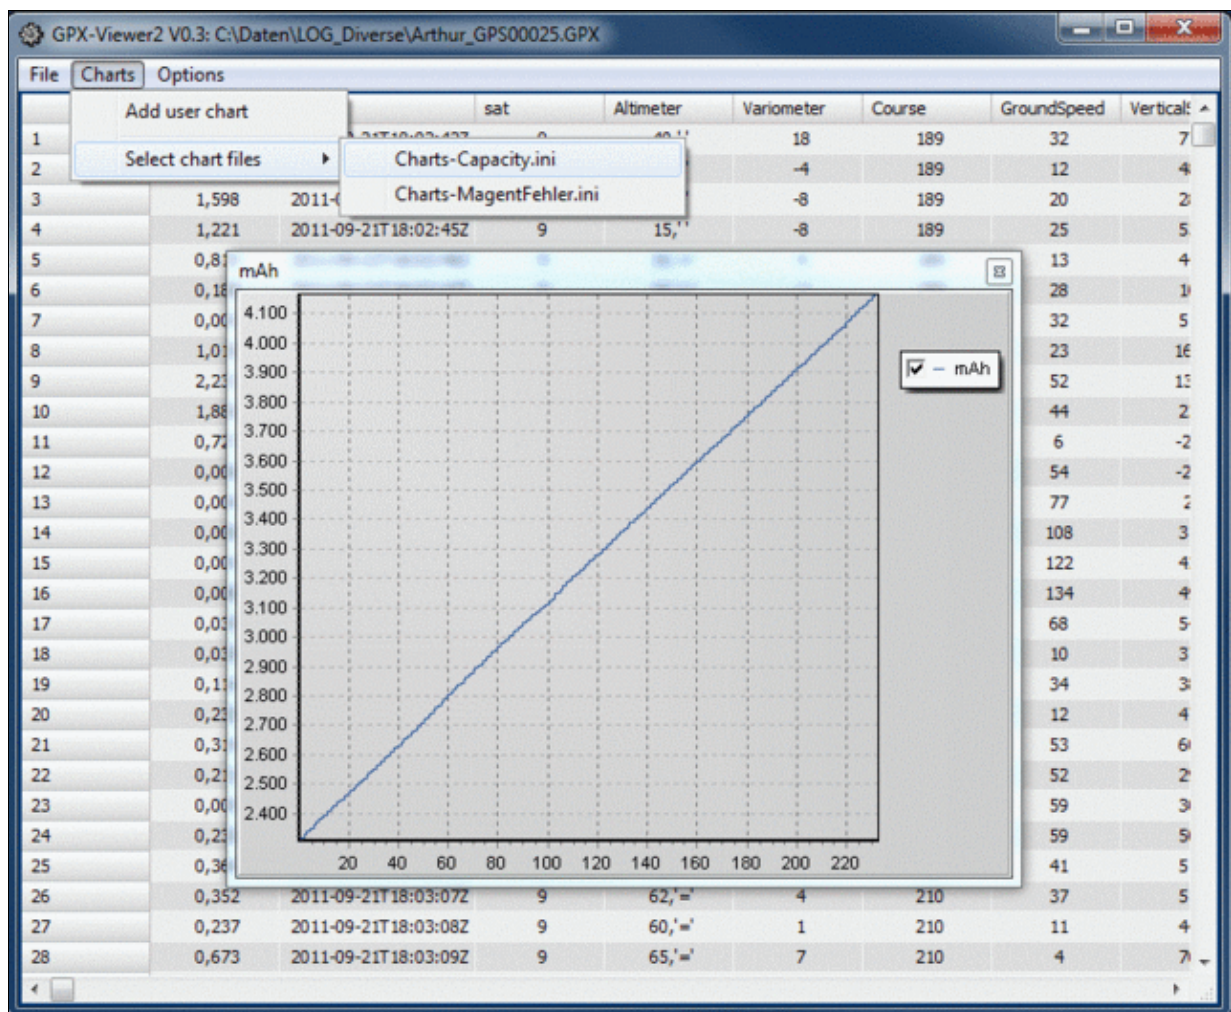 GPX-Viewer2 V0.3: C:\Daten\LOG_Diverse\Arthur_GPS00025.GPX
File Charts Options
Add user chart
Select chart files
Charts-Capacity.ini
Charts-MagentFehler.ini
sat Altimeter Variometer Course GroundSpeed
1 18 189 32
2 -4 189 12
3 1,598 -8 189 20
4 1,221 2011-09-21T18:02:45Z 9 15,' ' -8 189 25
5 13
6 28
7 32
8 23
9 52
10 44
11 6
12 54
13 77
14 108
15 122
16 134
17 68
18 10
19 34
20 12
21 53
22 52
23 59
24 59
25 41
26 0,352 2011-09-21T18:03:07Z 9 62,'=' 4 210 37
27 0,237 2011-09-21T18:03:08Z 9 60,'=' 1 210 11
28 0,673 2011-09-21T18:03:09Z 9 65,'=' 7 210 4
mAh
4.100
4.000
3.900
3.800
3.700
3.600
3.500
3.400
3.300
3.200
3.100
3.000
2.900
2.800
2.700
2.600
2.500
2.400
20 40 60 80 100 120 140 160 180 200 220
mAh